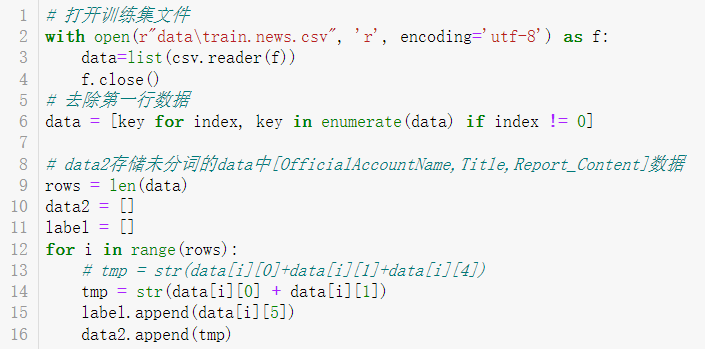 1 # 打开训练集文件
2 with open(r"data\train.news.csv", 'r', encoding='utf-8') as f:
3     data=list(csv.reader(f))
4     f.close()
5 # 去除第一行数据
6 data = [key for index, key in enumerate(data) if index != 0]
7
8 # data2存储未分词的data中[OfficialAccountName,Title,Report_Content]数据
9 rows = len(data)
10 data2 = []
11 label = []
12 for i in range(rows):
13     # tmp = str(data[i][0]+data[i][1]+data[i][4])
14     tmp = str(data[i][0] + data[i][1])
15     label.append(data[i][5])
16     data2.append(tmp)